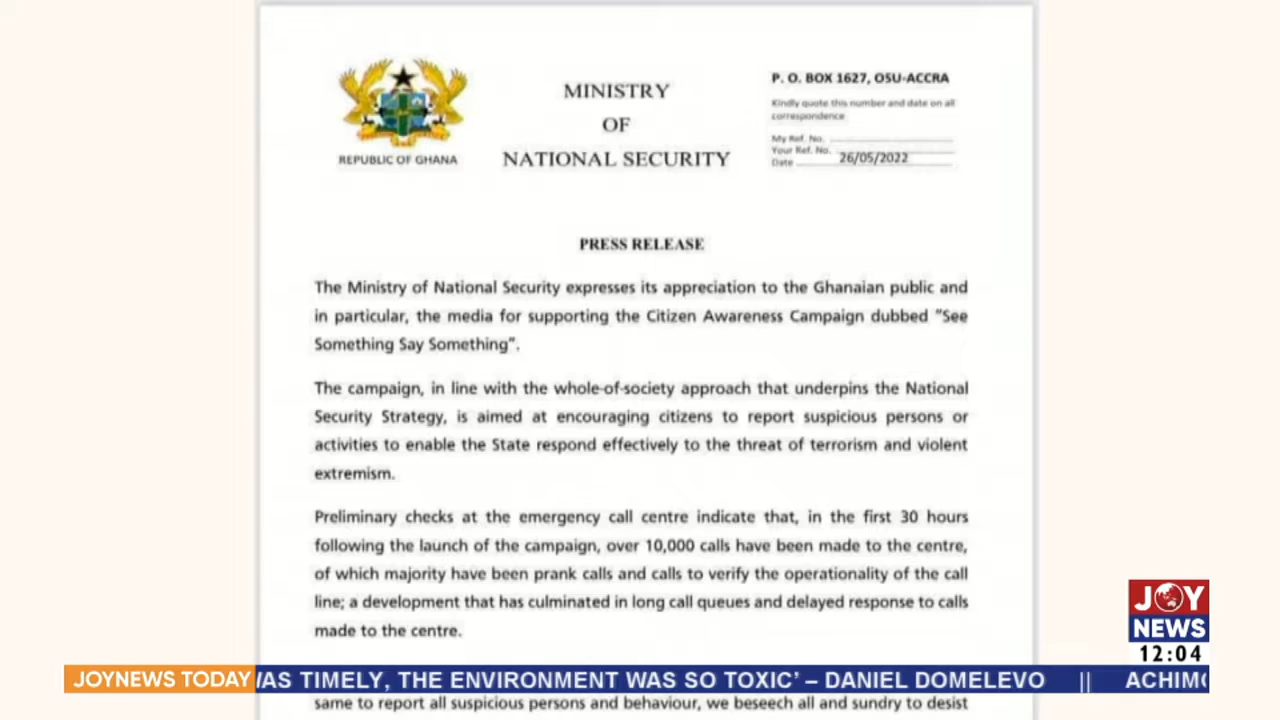 MINISTRY
OF
NATIONAL SECURITY
REPUBLIC OF GHANA
P. O. BOX 1627, OSU-ACCRA
Kindly quote this number and date on all
correspondence
My Ref. No.
Your Ref. No.
Date 26/05/2022
PRESS RELEASE
The Ministry of National Security expresses its appreciation to the Ghanaian public and
in particular, the media for supporting the Citizen Awareness Campaign dubbed "See
Something Say Something".
The campaign, in line with the whole-of-society approach that underpins the National
Security Strategy, is aimed at encouraging citizens to report suspicious persons or
activities to enable the State respond effectively to the threat of terrorism and violent
extremism.
Preliminary checks at the emergency call centre indicate that, in the first 30 hours
following the launch of the campaign, over 10,000 calls have been made to the centre,
of which majority have been prank calls and calls to verify the operationality of the call
line; a development that has culminated in long call queues and delayed response to calls
made to the centre.
JOY
NEWS
12:04
JOYNEWS TODAY
WAS TIMELY, THE ENVIRONMENT WAS SO TOXIC' – DANIEL DOMELEVO || ACHIMO
same to report all suspicious persons and behaviour, we beseech all and sundry to desist